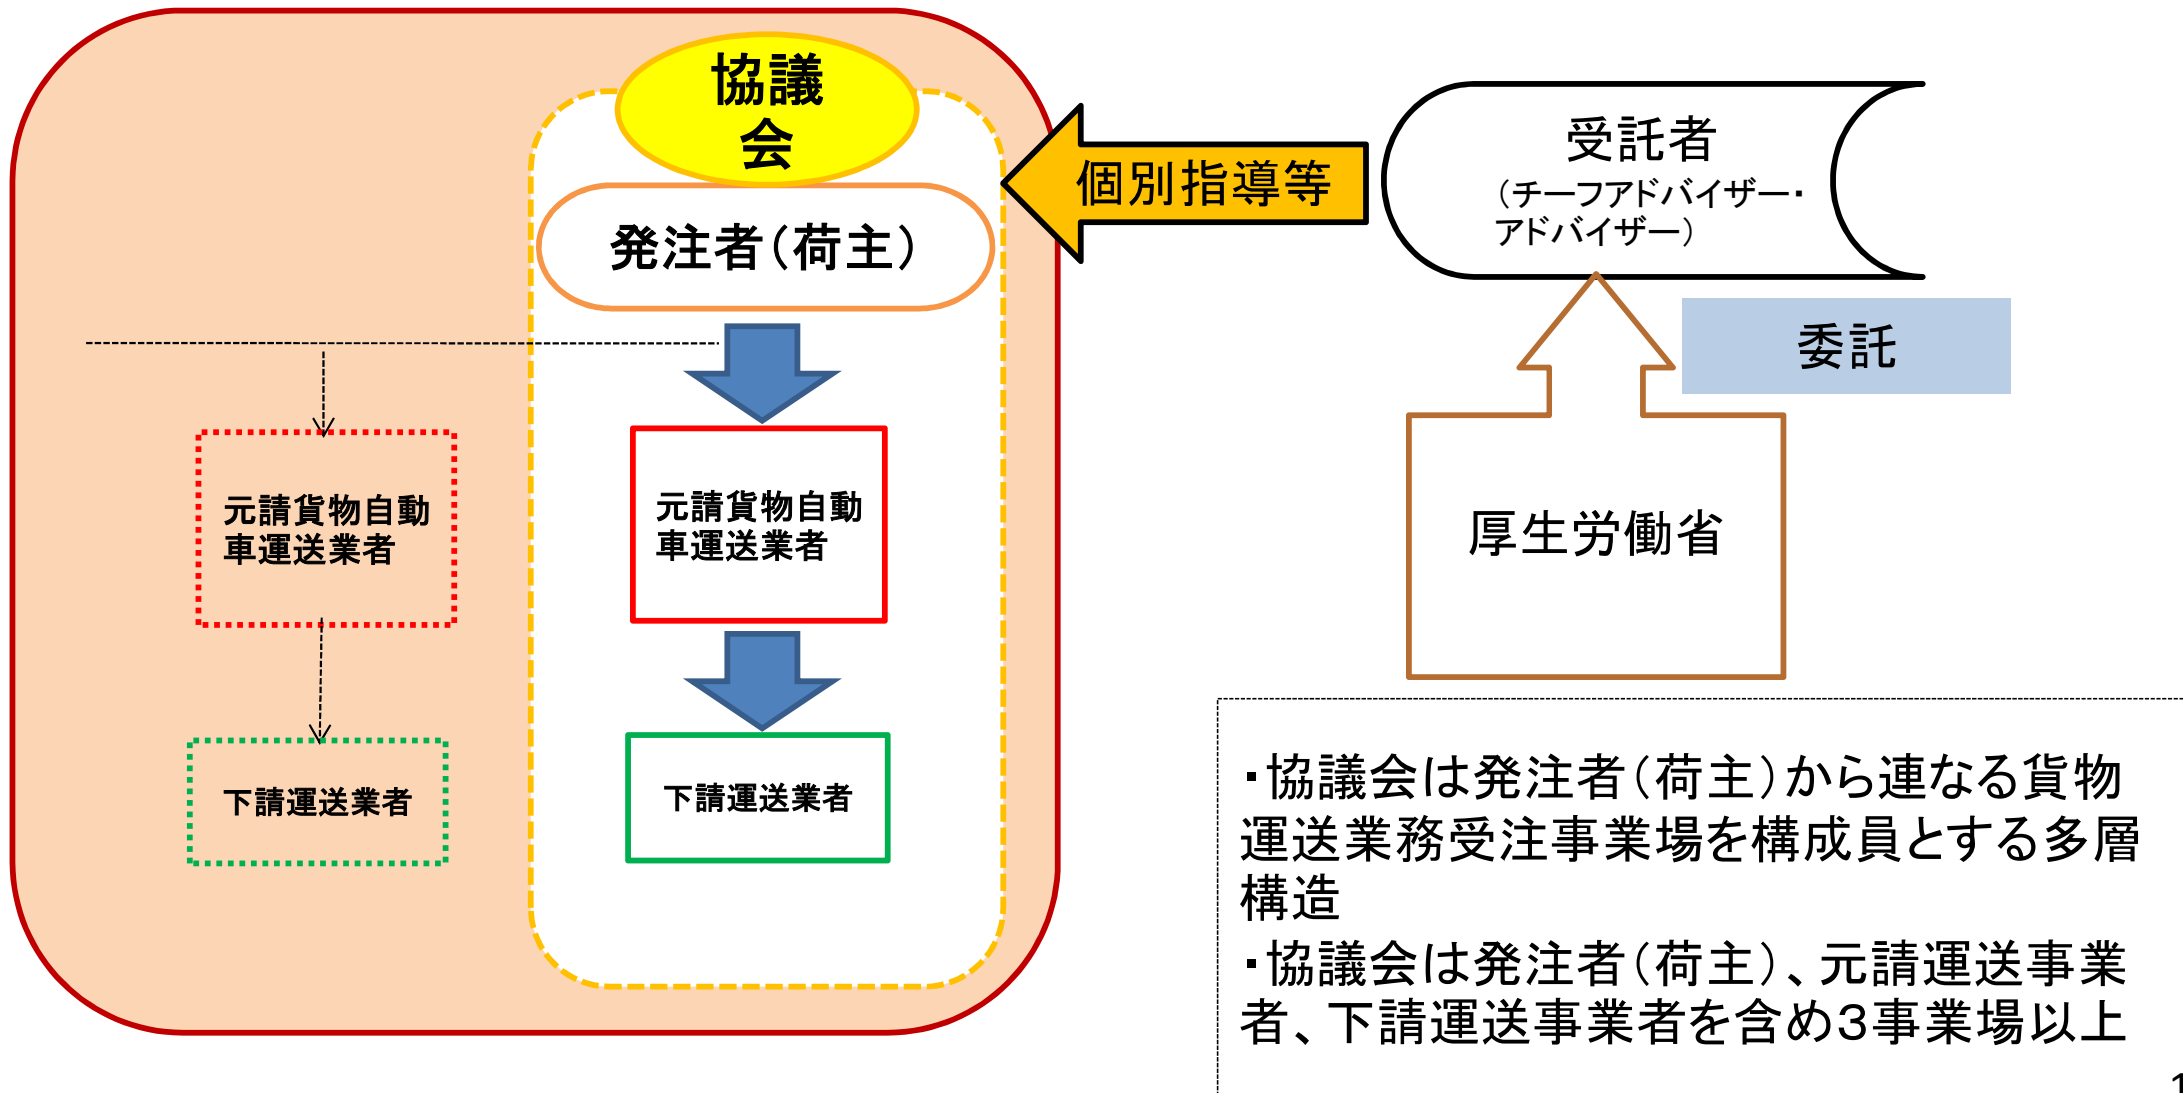 協議
会
発注者（荷主）
元請貨物自動
車運送業者
下請運送業者
元請貨物自動
車運送業者
下請運送業者
個別指導等
受託者
（チーフアドバイザー・
アドバイザー）
委託
厚生労働省
・協議会は発注者（荷主）から連なる貨物
運送業務受注事業場を構成員とする多層
構造
・協議会は発注者（荷主）、元請運送事業
者、下請運送事業者を含め３事業場以上